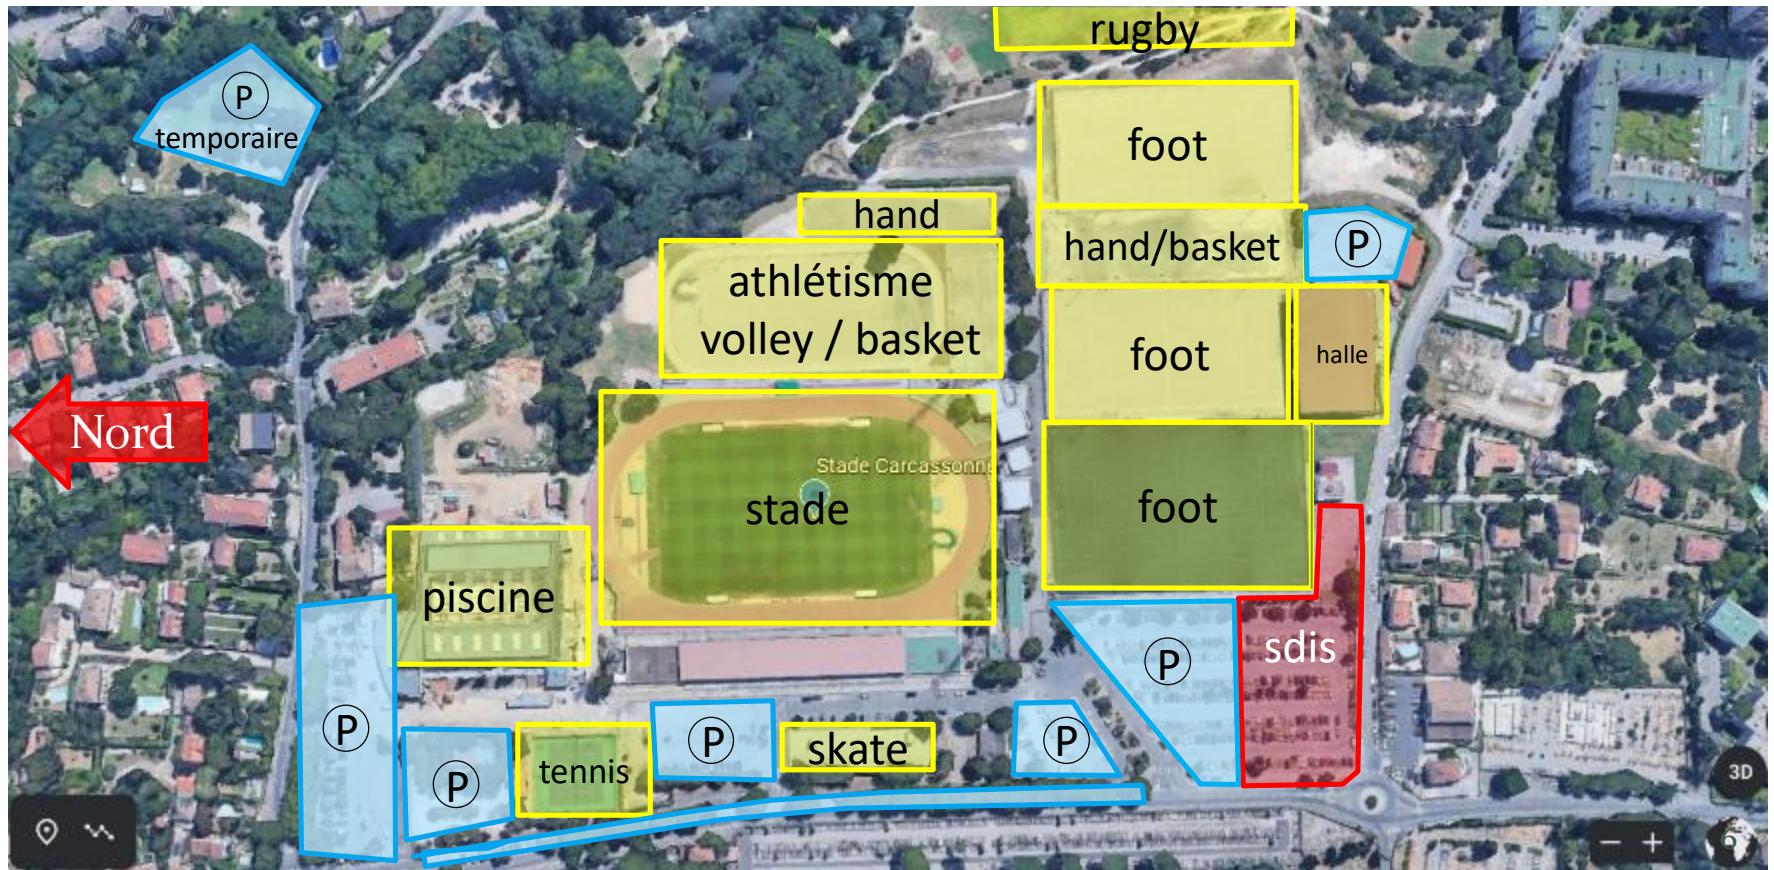 rugby
P
temporaire
foot
hand
hand/basket
P
athlétisme
volley / basket
foot
halle
Nord
Stade Carcassonne
stade
foot
piscine
sdis
P
P
P
P
skate
P
tennis
3D